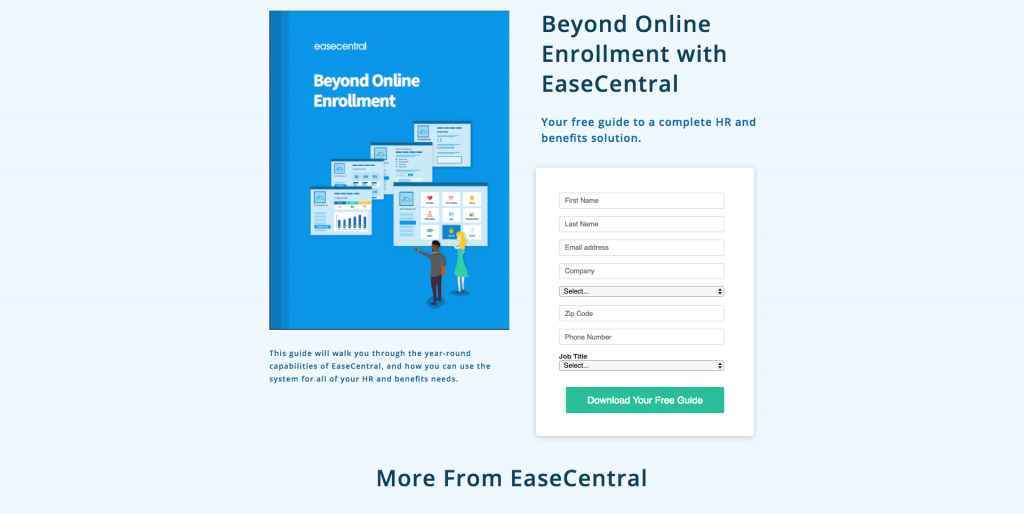 easecentral
Beyond Online
Enrollment
This guide will walk you through the year-round
capabilities of EaseCentral, and how you can use the
system for all of your HR and benefits needs.
Beyond Online
Enrollment with
EaseCentral
Your free guide to a complete HR and
benefits solution.
First Name
Last Name
Email address
Company
Select...
Zip Code
Phone Number
Job Title
Select...
Download Your Free Guide
More From EaseCentral